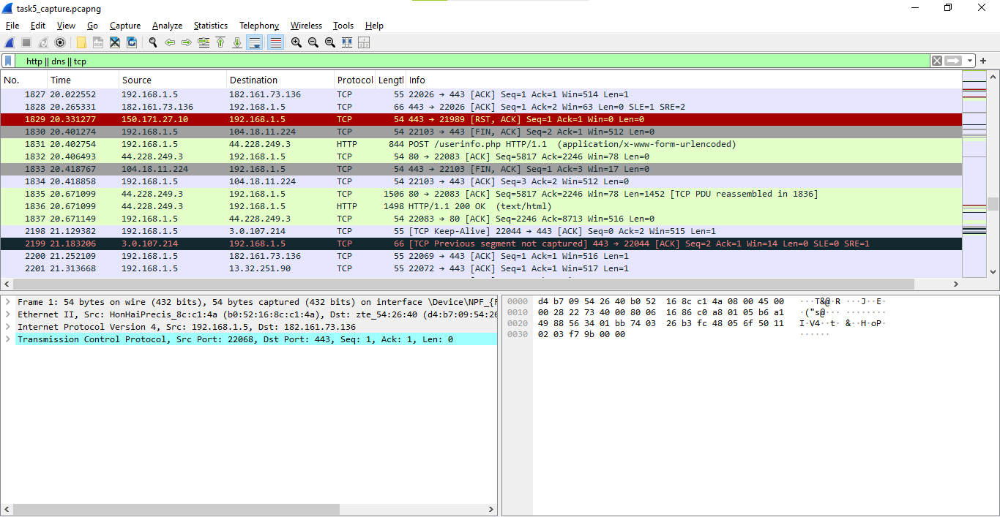 task5_capture.pcapng
File Edit View Go Capture Analyze Statistics Telephony Wireless Tools Help
http || dns || tcp
No. Time Source Destination Protocol Lengtl Info
1827 20.022552 192.168.1.5 182.161.73.136 TCP 55 22026 → 443 [ACK] Seq=1 Ack=1 Win=514 Len=1
1828 20.265331 182.161.73.136 192.168.1.5 TCP 66 443 → 22026 [ACK] Seq=1 Ack=2 Win=63 Len=0 SLE=1 SRE=2
1829 20.331277 150.171.27.10 192.168.1.5 TCP 54 443 → 21989 [RST, ACK] Seq=1 Ack=1 Win=0 Len=0
1830 20.401274 192.168.1.5 104.18.11.224 TCP 54 22103 → 443 [FIN, ACK] Seq=2 Ack=1 Win=512 Len=0
1831 20.402754 192.168.1.5 44.228.249.3 HTTP 844 POST /userinfo.php HTTP/1.1 (application/x-www-form-urlencoded)
1832 20.406493 44.228.249.3 192.168.1.5 TCP 54 80 → 22083 [ACK] Seq=5817 Ack=2246 Win=78 Len=0
1833 20.418767 104.18.11.224 192.168.1.5 TCP 54 443 → 22103 [FIN, ACK] Seq=1 Ack=3 Win=17 Len=0
1834 20.418858 192.168.1.5 104.18.11.224 TCP 54 22103 → 443 [ACK] Seq=3 Ack=2 Win=512 Len=0
1835 20.671099 44.228.249.3 192.168.1.5 TCP 1506 80 → 22083 [ACK] Seq=5817 Ack=2246 Win=78 Len=1452 [TCP PDU reassembled in 1836]
1836 20.671099 44.228.249.3 192.168.1.5 HTTP 1498 HTTP/1.1 200 OK (text/html)
1837 20.671149 192.168.1.5 44.228.249.3 TCP 54 22083 → 80 [ACK] Seq=2246 Ack=8713 Win=516 Len=0
2198 21.129382 192.168.1.5 3.0.107.214 TCP 55 [TCP Keep-Alive] 22044 → 443 [ACK] Seq=0 Ack=2 Win=515 Len=1
2199 21.183206 3.0.107.214 192.168.1.5 TCP 66 [TCP Previous segment not captured] 443 → 22044 [ACK] Seq=2 Ack=1 Win=14 Len=0 SLE=0 SRE=1
2200 21.252109 192.168.1.5 182.161.73.136 TCP 55 22069 → 443 [ACK] Seq=1 Ack=1 Win=516 Len=1
2201 21.313668 192.168.1.5 13.32.251.90 TCP 55 22072 → 443 [ACK] Seq=1 Ack=1 Win=517 Len=1
Frame 1: 54 bytes on wire (432 bits), 54 bytes captured (432 bits) on interface \Device\NPF_{F
Ethernet II, Src: HonHaiPrecis_8c:c1:4a (b0:52:16:8c:c1:4a), Dst: zte_54:26:40 (d4:b7:09:54:26
Internet Protocol Version 4, Src: 192.168.1.5, Dst: 182.161.73.136
Transmission Control Protocol, Src Port: 22068, Dst Port: 443, Seq: 1, Ack: 1, Len: 0
0000 d4 b7 09 54 26 40 b0 52 16 8c c1 4a 08 00 45 00 ···T&@·R ···J··E·
0010 00 28 22 73 40 00 80 06 16 86 c0 a8 01 05 b6 a1 ·("s@··· ········
0020 49 88 56 34 01 bb 74 03 26 b3 fc 48 05 6f 50 11 I·V4··t· &··H·oP·
0030 02 03 f7 9b 00 00 ······